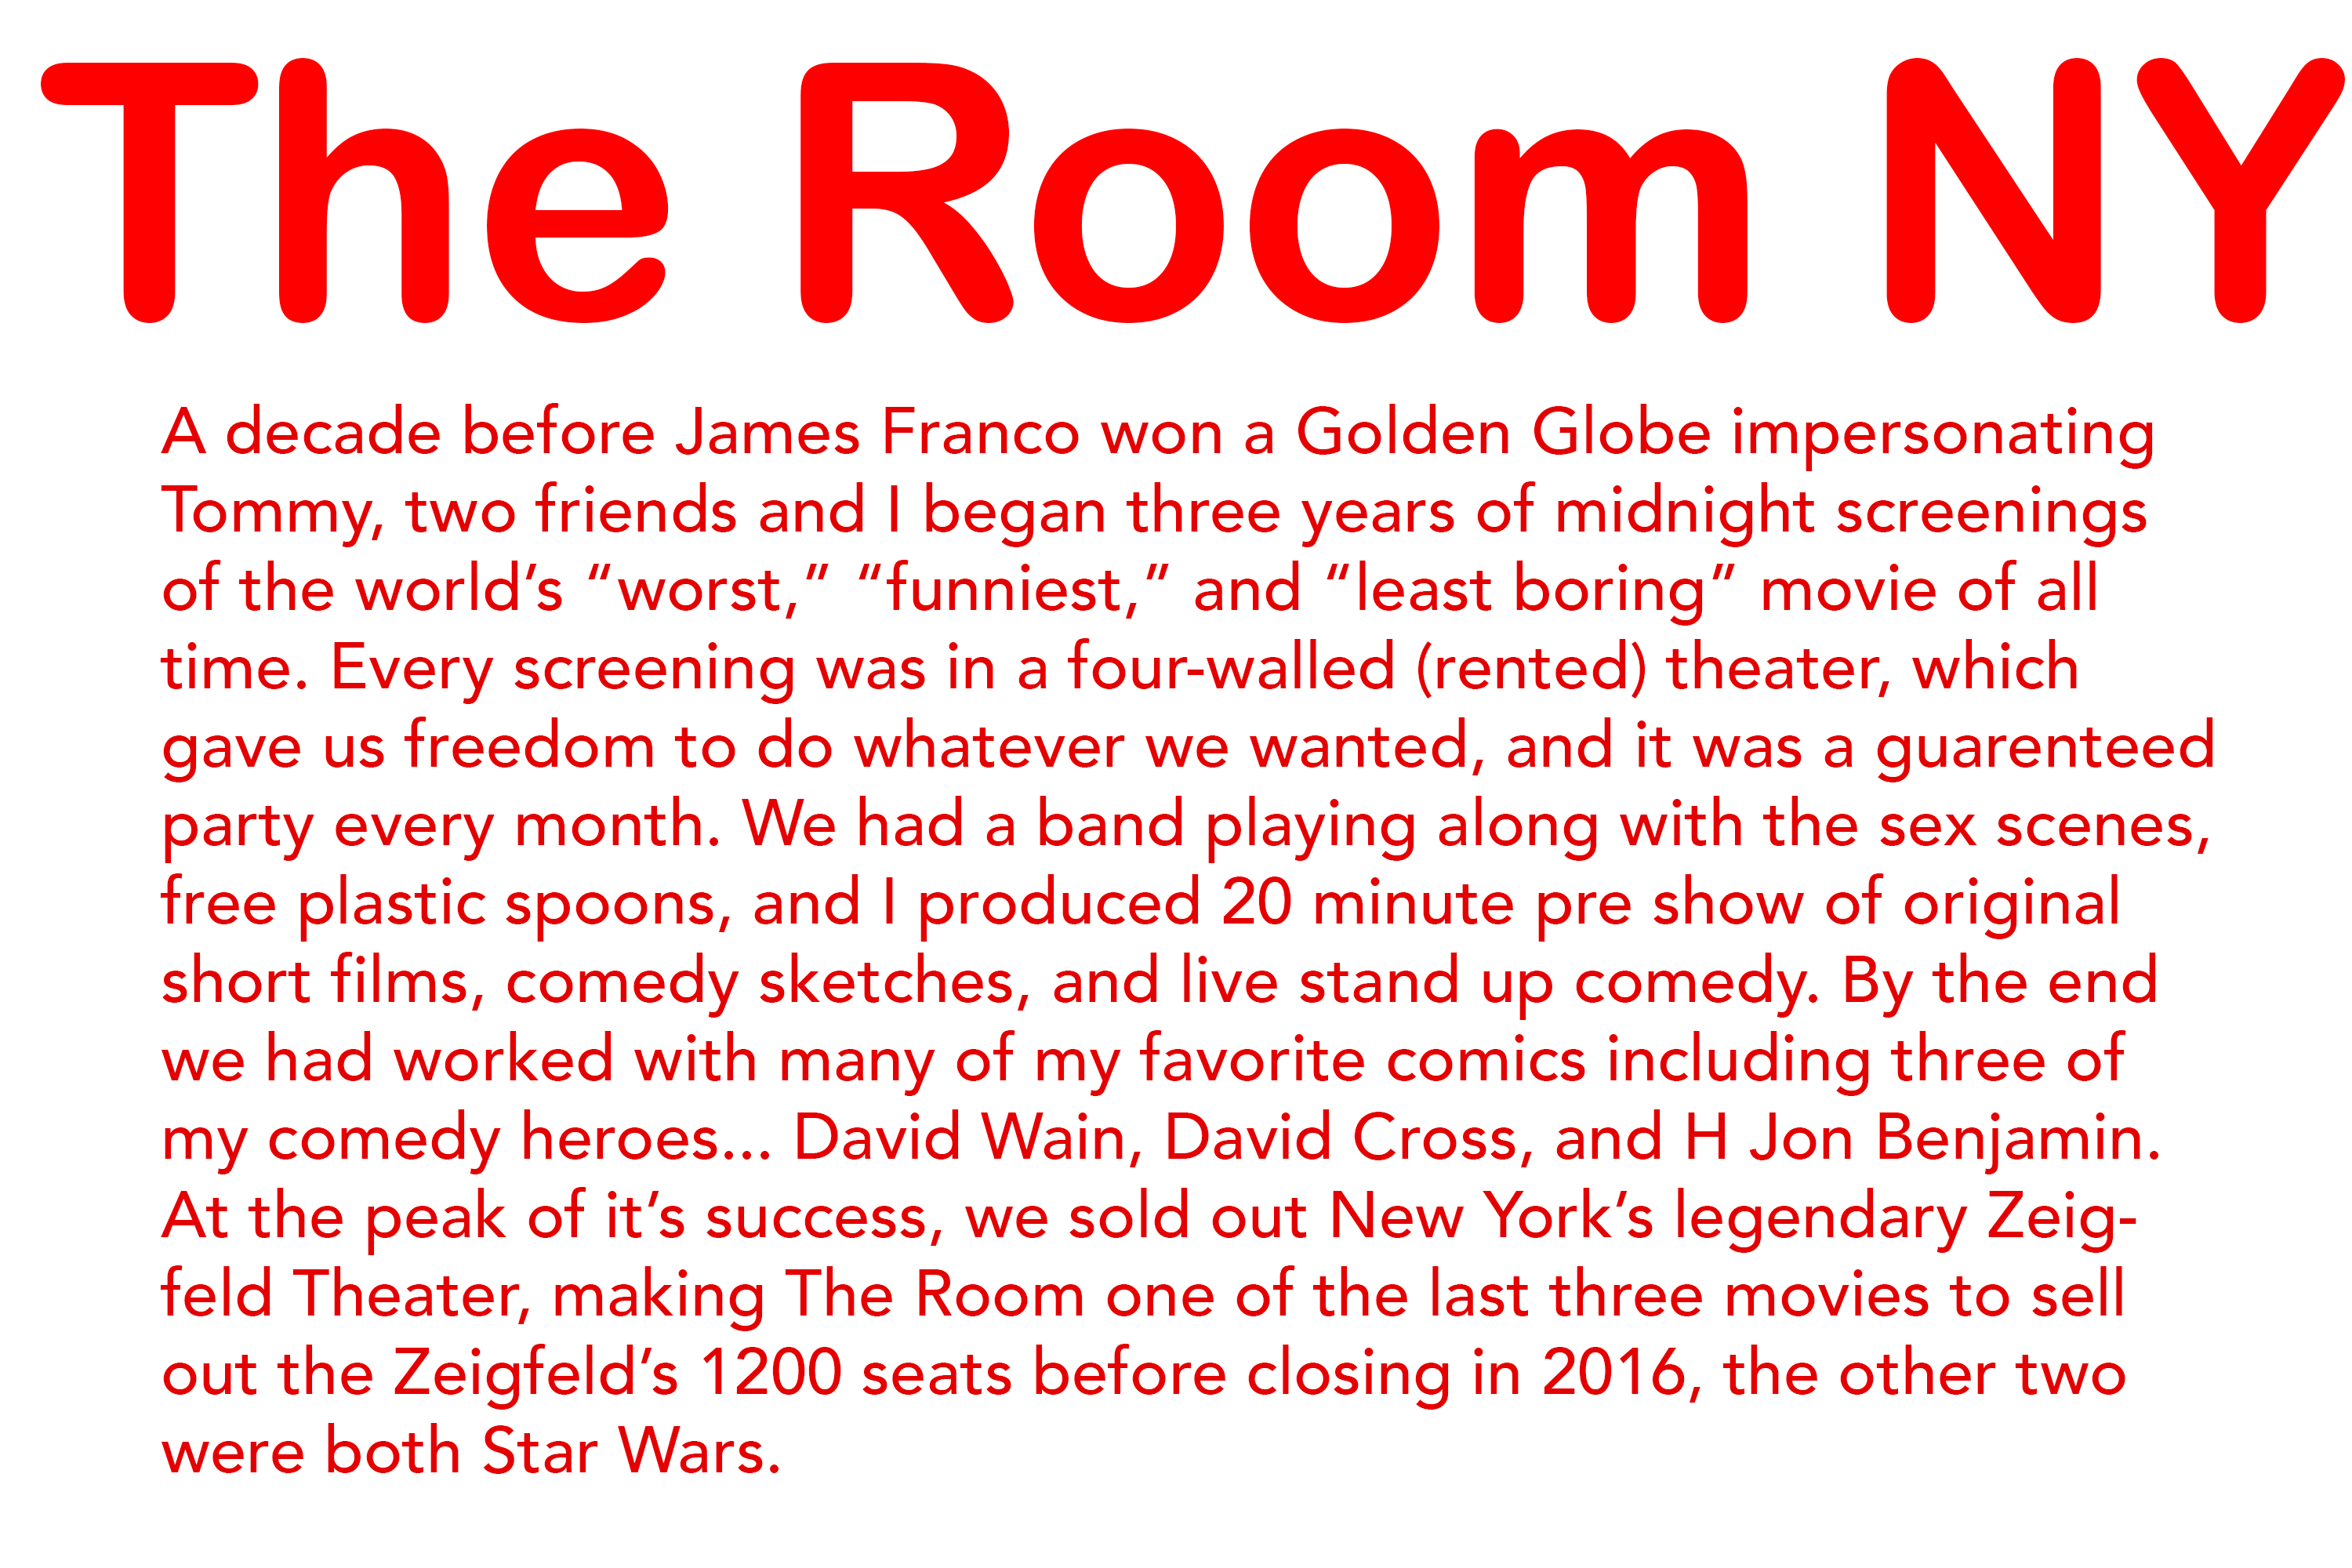 The Room NY
A decade before James Franco won a Golden Globe impersonating
Tommy, two friends and I began three years of midnight screenings
of the world’s “worst,” “funniest,” and “least boring” movie of all
time. Every screening was in a four-walled (rented) theater, which
gave us freedom to do whatever we wanted, and it was a guarenteed
party every month. We had a band playing along with the sex scenes,
free plastic spoons, and I produced 20 minute pre show of original
short films, comedy sketches, and live stand up comedy. By the end
we had worked with many of my favorite comics including three of
my comedy heroes... David Wain, David Cross, and H Jon Benjamin.
At the peak of it’s success, we sold out New York’s legendary Zeig-
feld Theater, making The Room one of the last three movies to sell
out the Zeigfeld’s 1200 seats before closing in 2016, the other two
were both Star Wars.